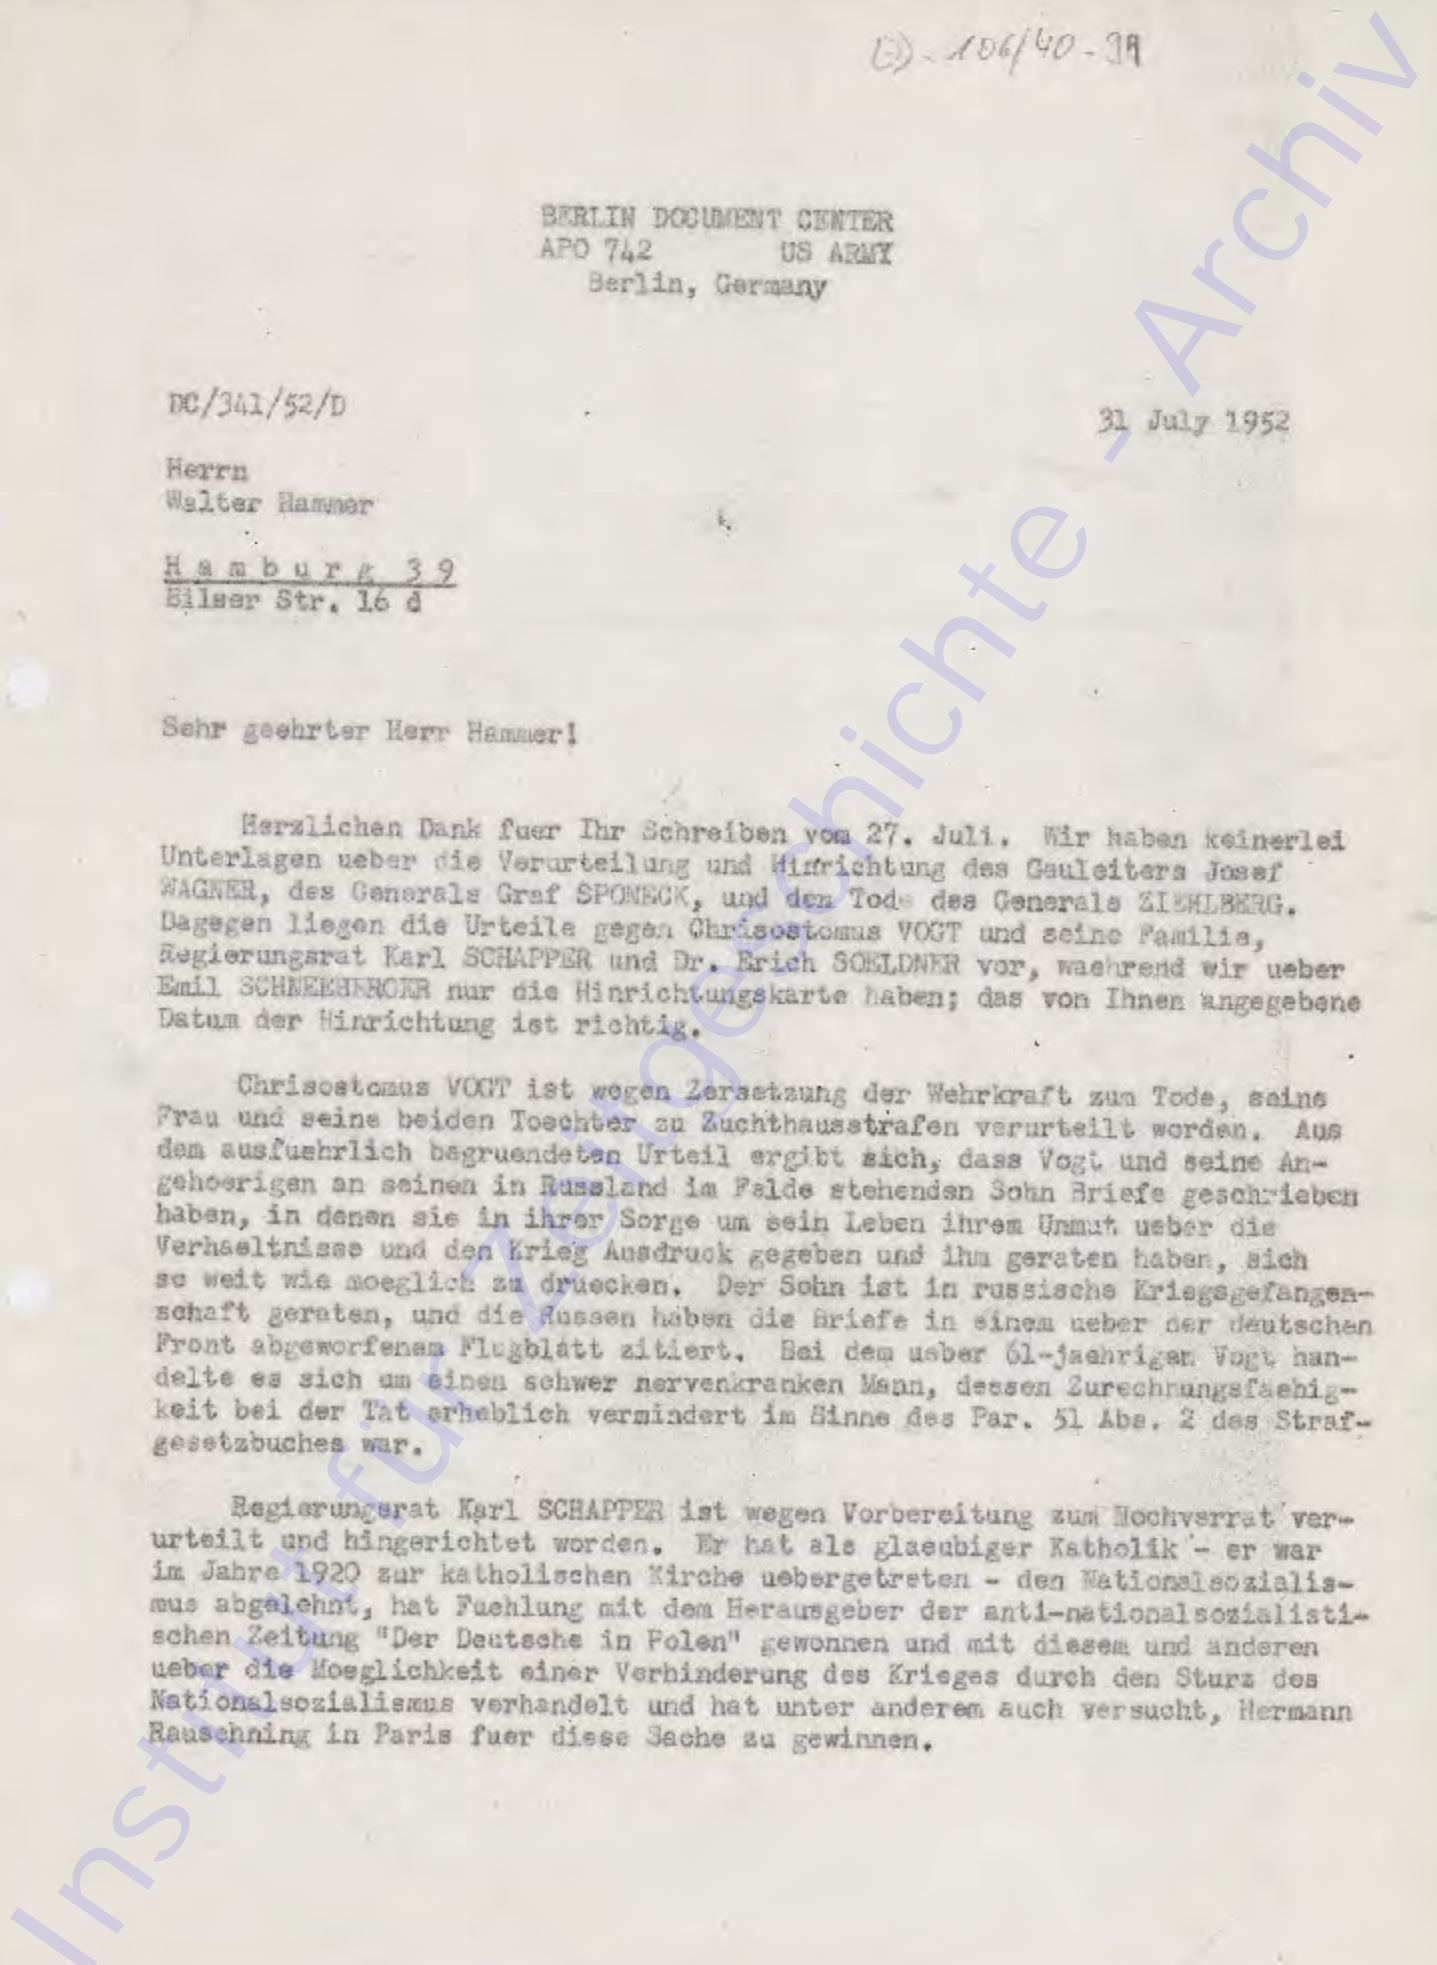 ED - 106/40-39
BERLIN DOCUMENT CENTER
APO 742 US ARMY
Berlin, Germany
DC/341/52/D
31 July 1952
Herrn
Walter Hammer
H a m b u r g 3 9
Bilser Str. 16 d
Sehr geehrter Herr Hammer!
Herzlichen Dank fuer Ihr Schreiben vom 27. Juli. Wir haben keinerlei
Unterlagen ueber die Verurteilung und Hinrichtung des Gauleiters Josef
WAGNER, des Generals Graf SPONECK, und den Tod des Generals ZIEHLBERG.
Dagegen liegen die Urteile gegen Chrisostomus VOGT und seine Familie,
Regierungsrat Karl SCHAPPER und Dr. Erich SOELDNER vor, waehrend wir ueber
Emil SCHNEEBERGER nur die Hinrichtungskarte haben; das von Ihnen angegebene
Datum der Hinrichtung ist richtig.
Chrisostomus VOGT ist wegen Zersetzung der Wehrkraft zum Tode, seine
Frau und seine beiden Toechter zu Zuchthausstrafen verurteilt worden. Aus
dem ausfuehrlich begruendeten Urteil ergibt sich, dass Vogt und seine An-
gehoerigen an seinen in Russland im Felde stehenden Sohn Briefe geschrieben
haben, in denen sie in ihrer Sorge um sein Leben ihrem Unmut ueber die
Verhaeltnisse und den Krieg Ausdruck gegeben und ihm geraten haben, sich
so weit wie moeglich zu druecken. Der Sohn ist in russische Kriegsgefangen-
schaft geraten, und die Russen haben die Briefe in einem ueber der deutschen
Front abgeworfenem Flugblatt zitiert. Bei dem ueber 61-jaehrigen Vogt han-
delte es sich um einen schwer nervenkranken Mann, dessen Zurechnungsfaehig-
keit bei der Tat erheblich vermindert im Sinne des Par. 51 Abs. 2 des Straf-
gesetzbuches war.
Regierungsrat Karl SCHAPPER ist wegen Vorbereitung zum Hochverrat ver-
urteilt und hingerichtet worden. Er hat als glaeubiger Katholik - er war
im Jahre 1920 zur katholischen Kirche uebergetreten - den Nationalsozialis-
mus abgelehnt, hat Fuehlung mit dem Herausgeber der anti-nationalsozialisti-
schen Zeitung "Der Deutsche in Polen" gewonnen und mit diesem und anderen
ueber die Moeglichkeit einer Verhinderung des Krieges durch den Sturz des
Nationalsozialismus verhandelt und hat unter anderem auch versucht, Hermann
Rauschning in Paris fuer diese Sache zu gewinnen.
Institut für Zeitgeschichte - Archiv